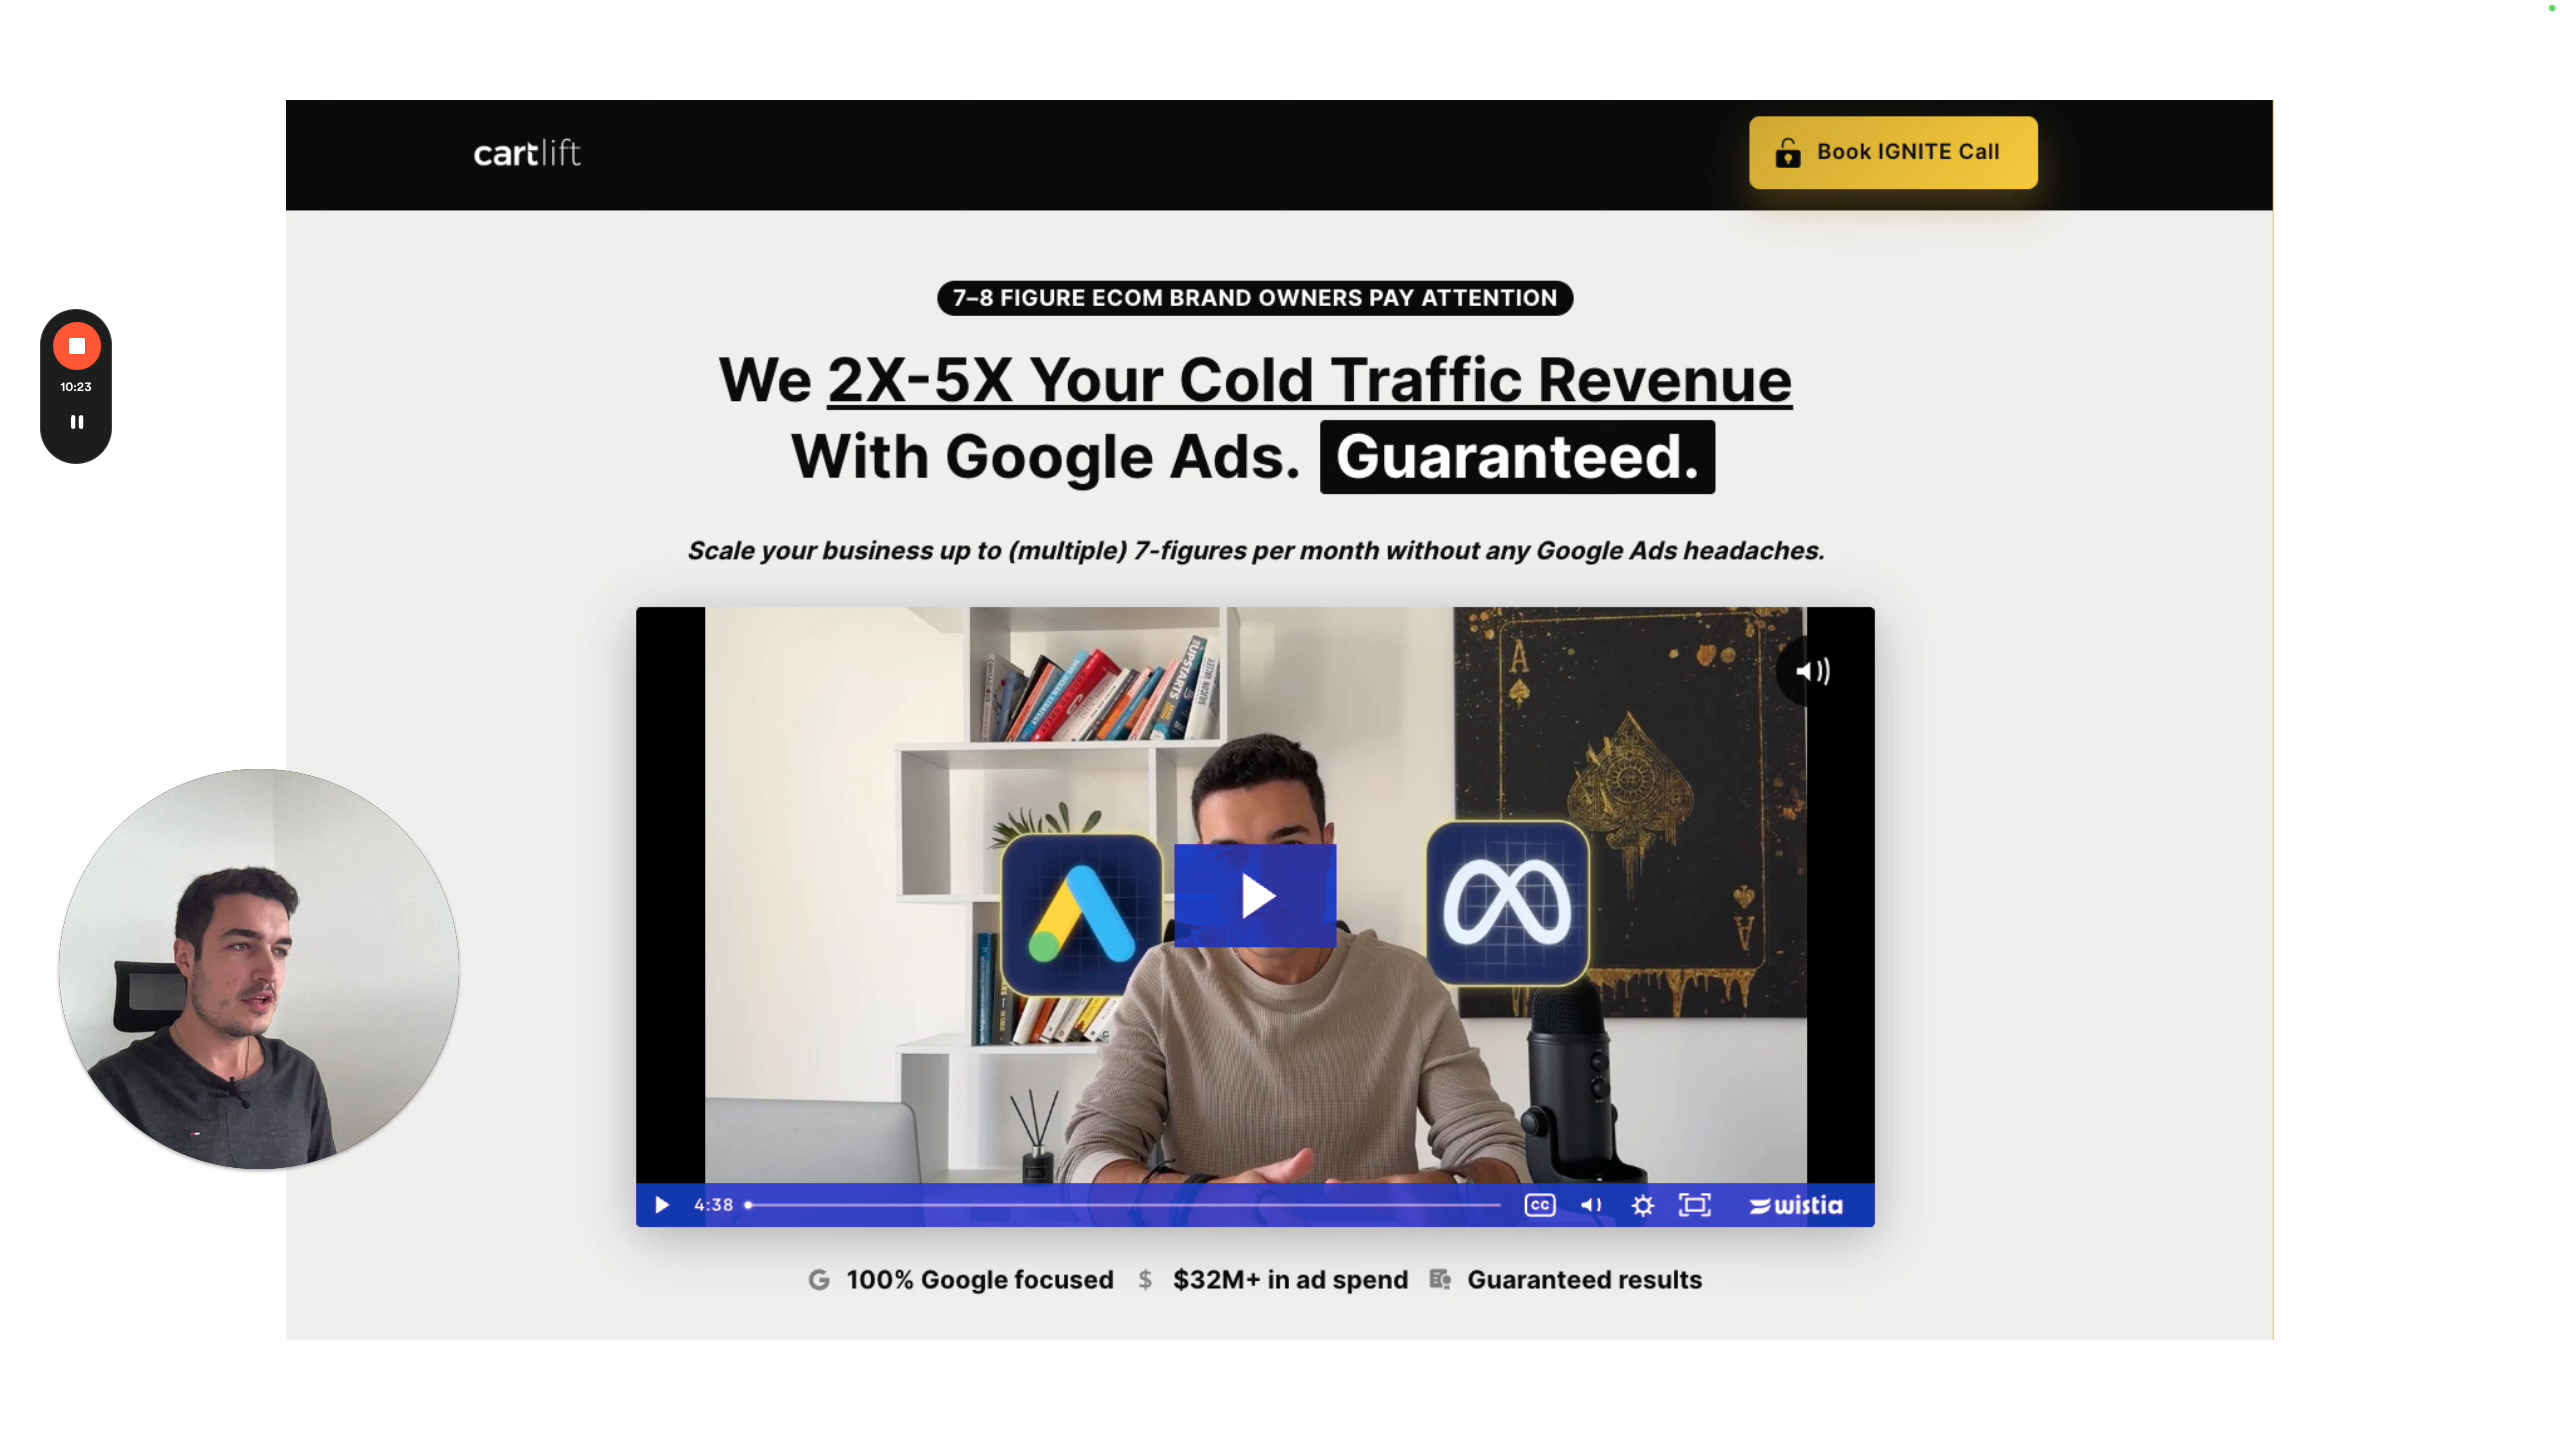 cartlift
Book IGNITE Call
7–8 FIGURE ECOM BRAND OWNERS PAY ATTENTION
We 2X-5X Your Cold Traffic Revenue
With Google Ads. Guaranteed.
Scale your business up to (multiple) 7-figures per month without any Google Ads headaches.
10:23
UPSTARTS
A
A
4:38
CC
wistia
100% Google focused
$ $32M+ in ad spend
Guaranteed results